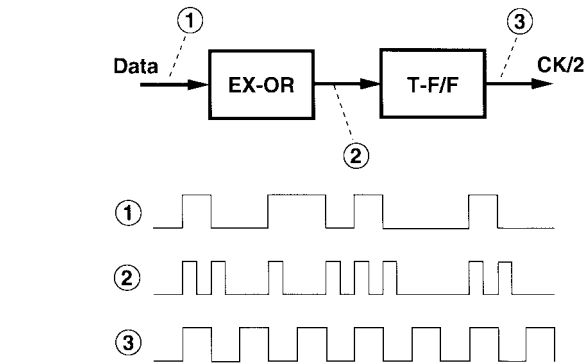 ① ③
Data CK/2
EX-OR T-F/F
②
①
②
③